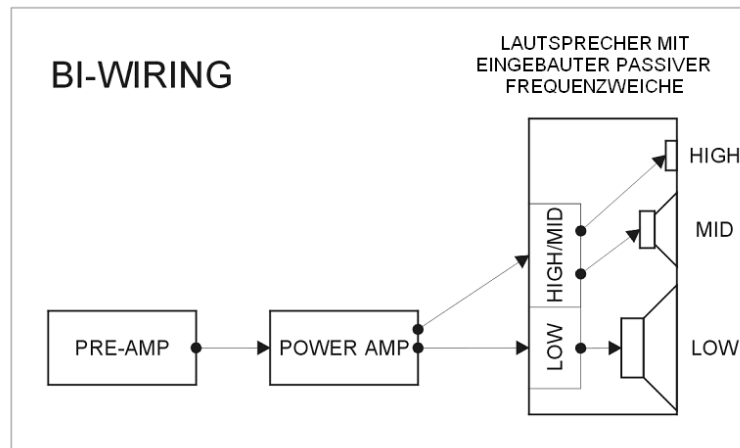 BI-WIRING
LAUTSPRECHER MIT
EINGEBAUTER PASSIVER
FREQUENZWEICHE
HIGH
MID
HIGH/MID
PRE-AMP
POWER AMP
LOW
LOW